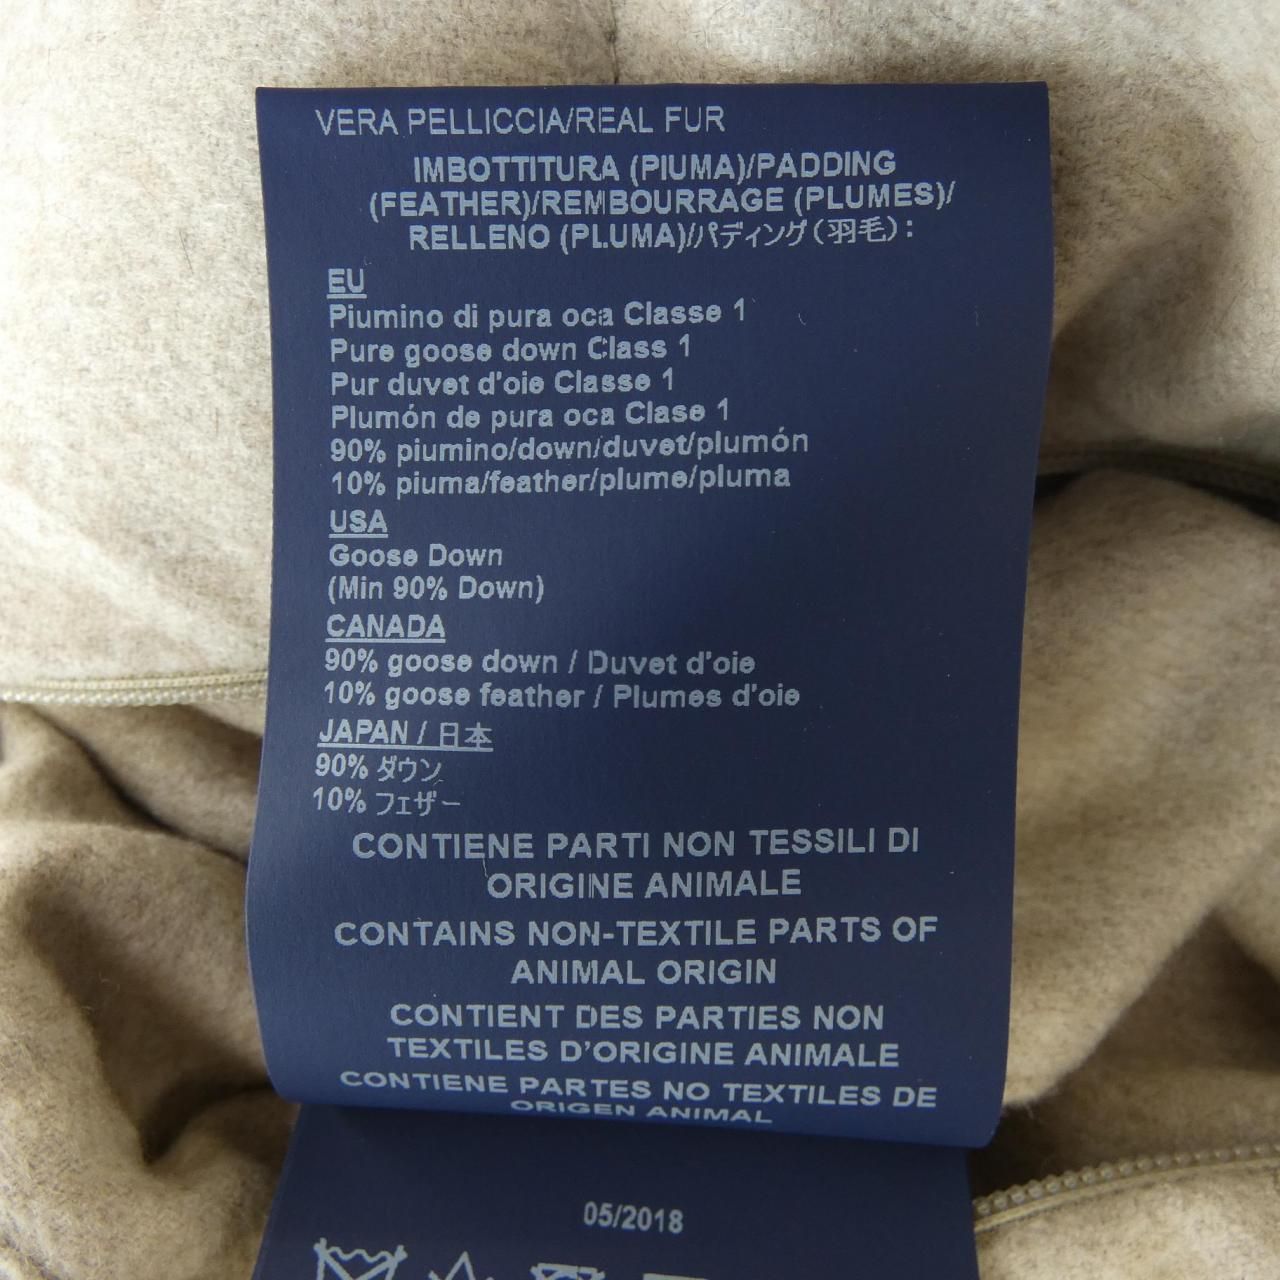 VERA PELLICCIA/REAL FUR
IMBOTTITURA (PIUMA)/PADDING
(FEATHER)/REMBOURRAGE (PLUMES)/
RELLENO (PLUMA)/パディング(羽毛):
EU
Piumino di pura oca Classe 1
Pure goose down Class 1
Pur duvet d'oie Classe 1
Plumón de pura oca Clase 1
90% piumino/down/duvet/plumón
10% piuma/feather/plume/pluma
USA
Goose Down
(Min 90% Down)
CANADA
90% goose down / Duvet d'oie
10% goose feather / Plumes d'oie
JAPAN / 日本
90% ダウン
10% フェザー
CONTIENE PARTI NON TESSILI DI
ORIGINE ANIMALE
CONTAINS NON-TEXTILE PARTS OF
ANIMAL ORIGIN
CONTIENT DES PARTIES NON
TEXTILES D'ORIGINE ANIMALE
CONTIENE PARTES NO TEXTILES DE
ORIGEN ANIMAL
05/2018